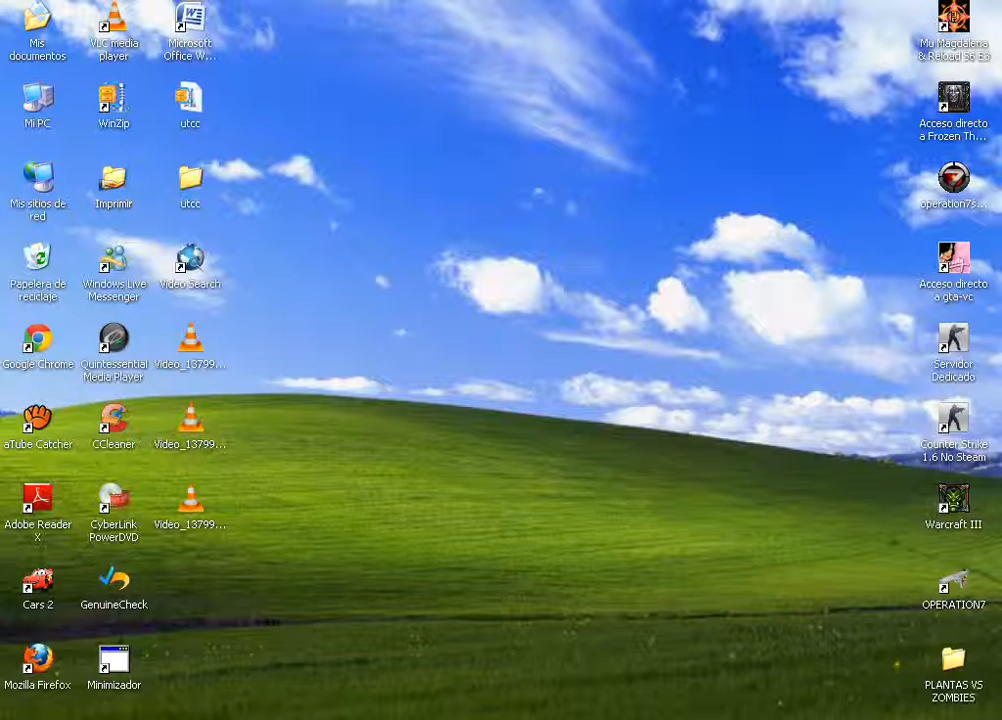 Mis
documentos
VLC media
player
Microsoft
Office W...
Mu Magdalena
& Reload S6 E3
Mi PC
WinZip
utcc
Acceso directo
a Frozen Th...
Mis sitios de
red
Imprimir
utcc
operation7s...
Papelera de
reciclaje
Windows Live
Messenger
Video Search
Acceso directo
a gta-vc
Google Chrome
Quintessential
Media Player
Video_13799...
Servidor
Dedicado
aTube Catcher
CCleaner
Video_13799...
Counter Strike
1.6 No Steam
Adobe Reader
X
CyberLink
PowerDVD
Video_13799...
Warcraft III
Cars 2
GenuineCheck
OPERATION7
Mozilla Firefox
Minimizador
PLANTAS VS
ZOMBIES